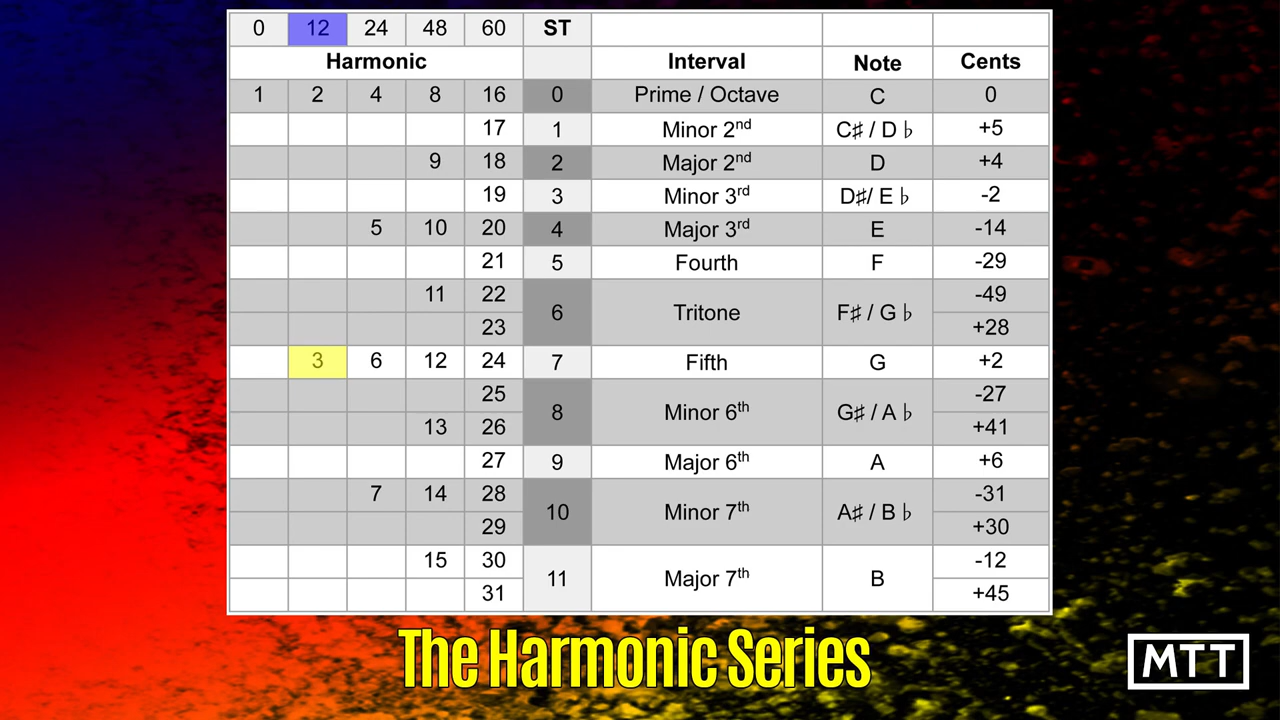 0 12 24 48 60 ST
Harmonic Interval Note Cents
1 2 4 8 16 0 Prime / Octave C 0
17 1 Minor 2nd C♯ / D♭ +5
9 18 2 Major 2nd D +4
19 3 Minor 3rd D♯/ E♭ -2
5 10 20 4 Major 3rd E -14
21 5 Fourth F -29
11 22 6 Tritone F♯ / G♭ -49
23 +28
3 6 12 24 7 Fifth G +2
25 8 Minor 6th G♯ / A♭ -27
13 26 +41
27 9 Major 6th A +6
7 14 28 10 Minor 7th A♯ / B♭ -31
29 +30
15 30 11 Major 7th B -12
31 +45
The Harmonic Series
MTT